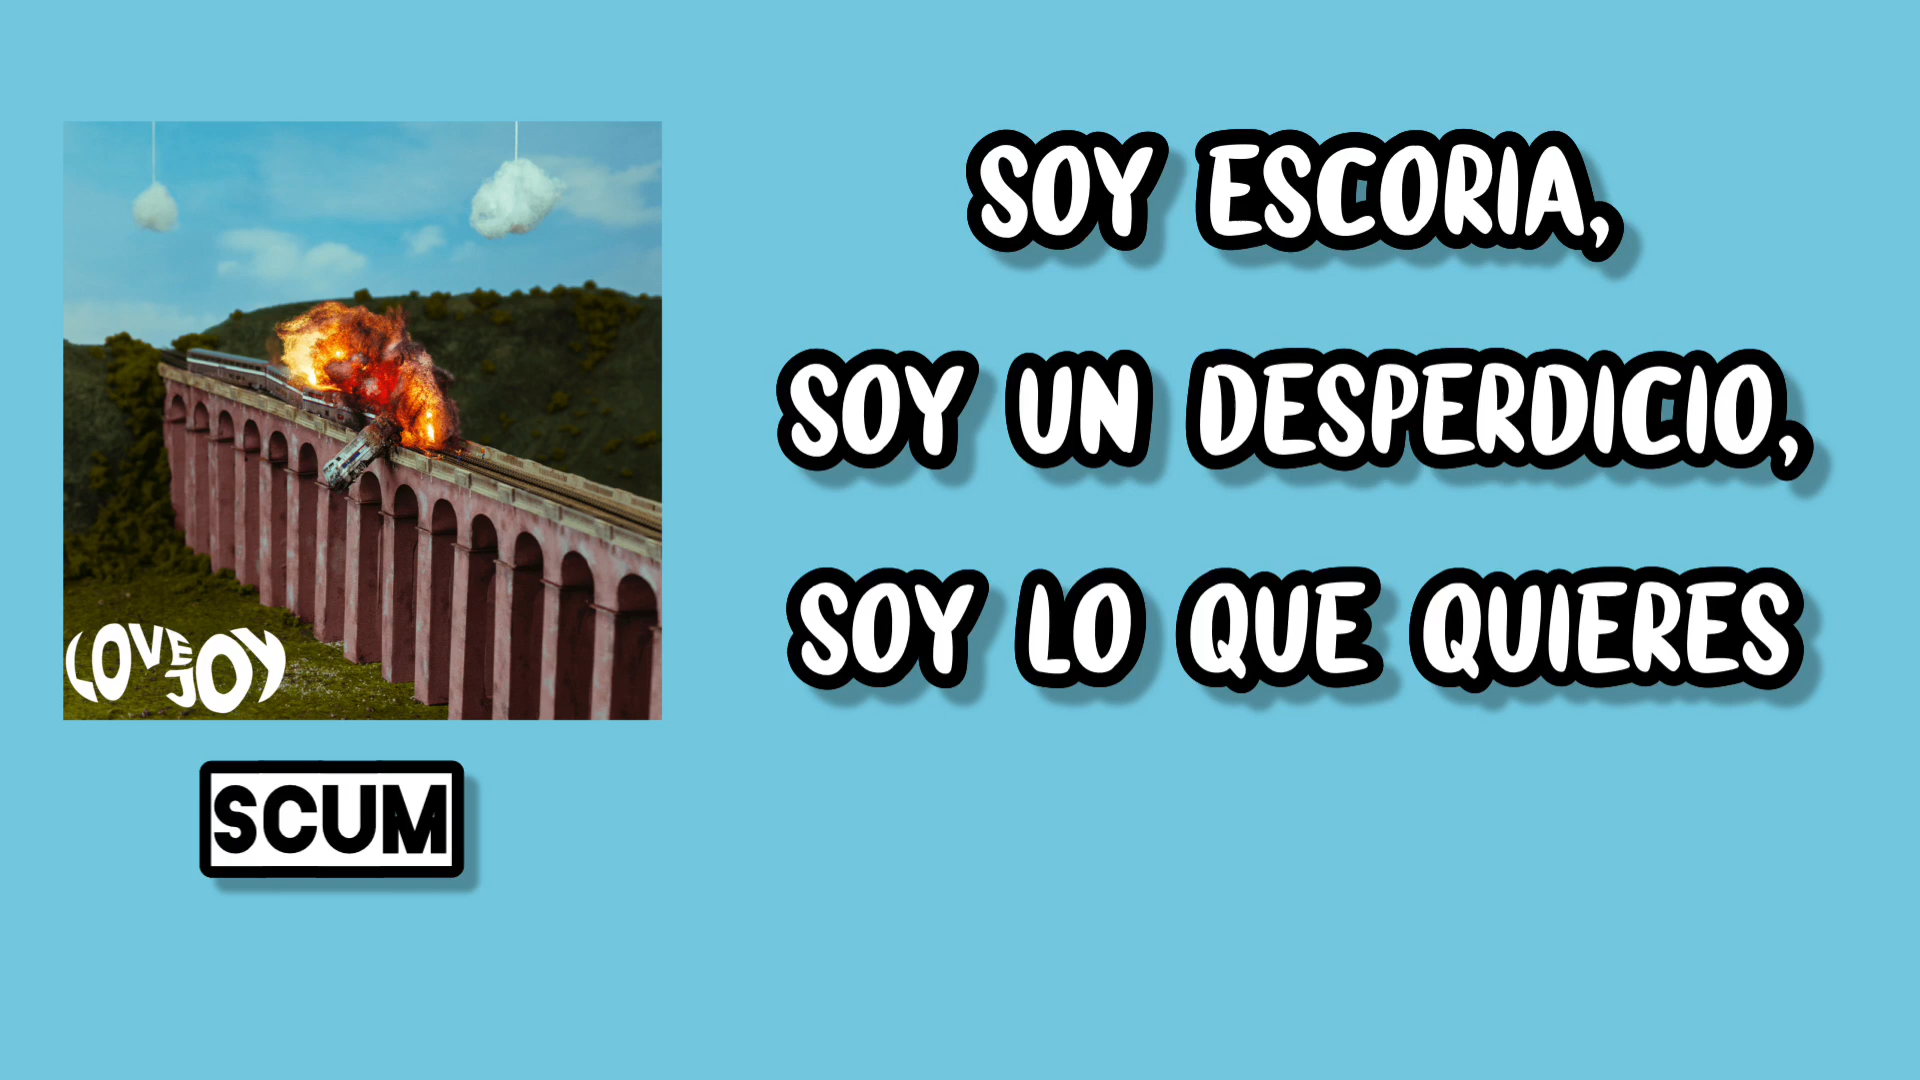 LOVEJOY
SCUM
SOY ESCORIA,
SOY UN DESPERDICIO,
SOY LO QUE QUIERES